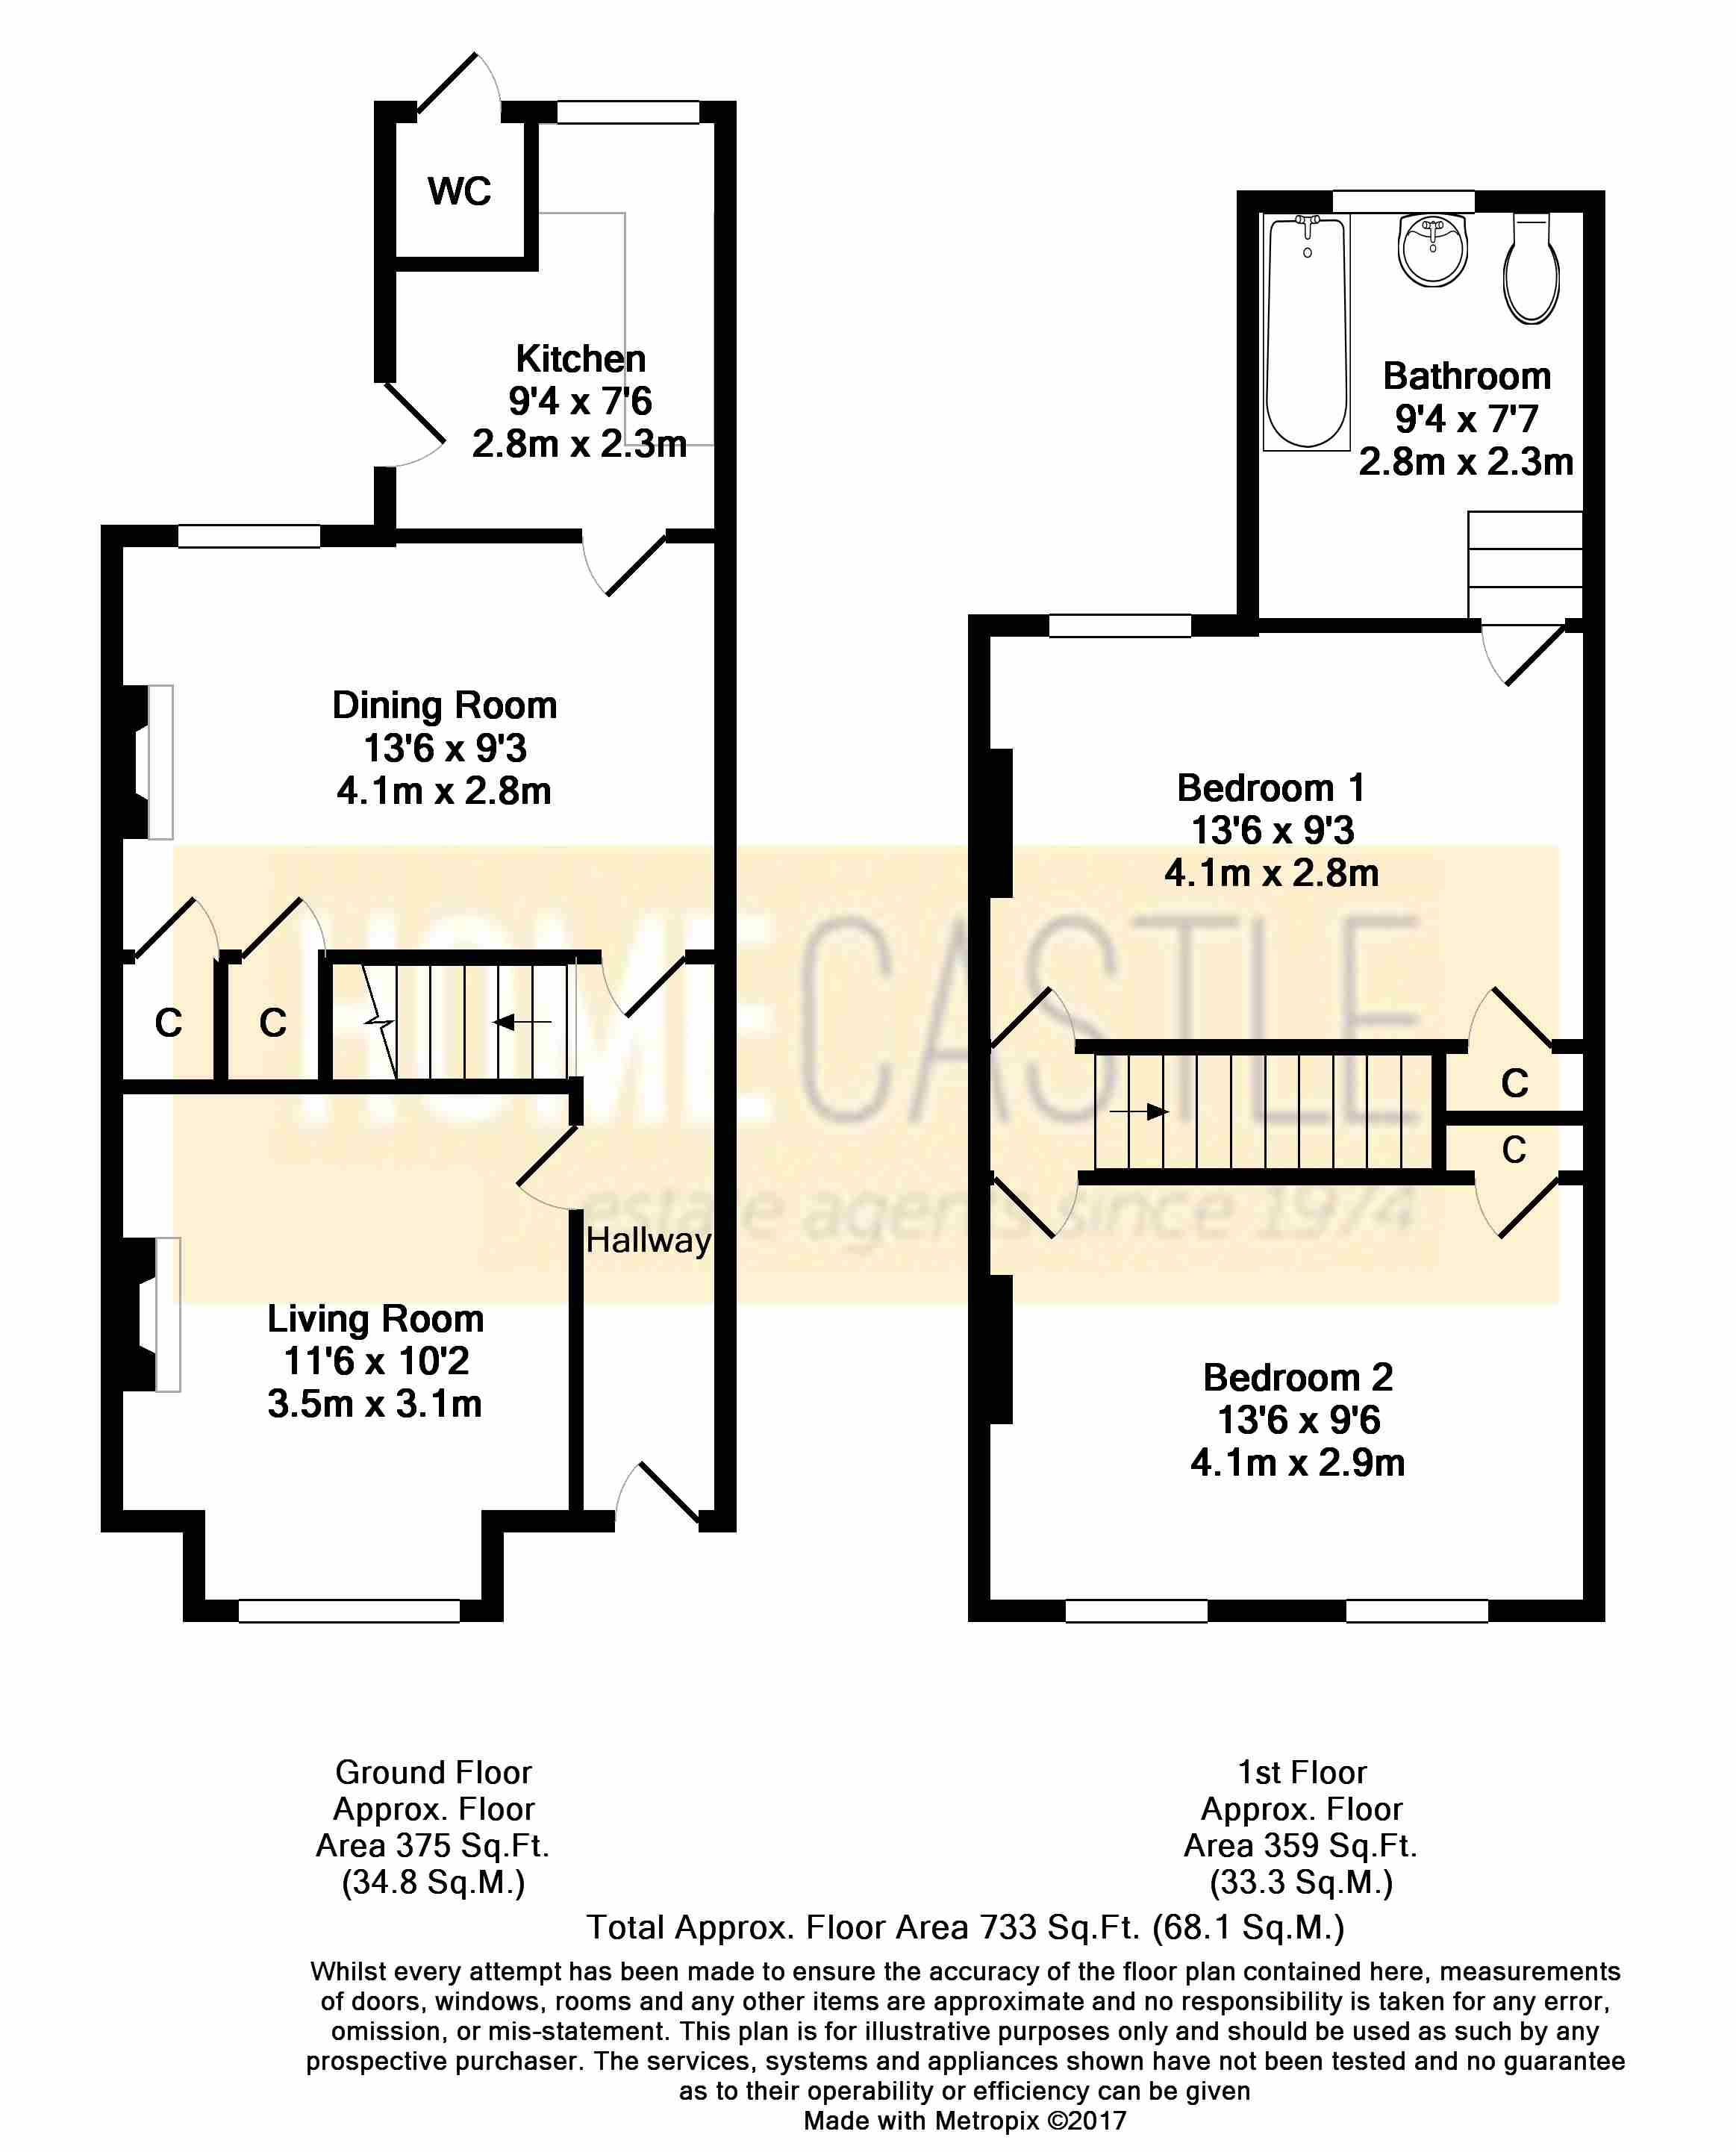 WC
Kitchen
9'4 x 7'6
2.8m x 2.3m
Dining Room
13'6 x 9'3
4.1m x 2.8m
C
C
Hallway
Living Room
11'6 x 10'2
3.5m x 3.1m
Bathroom
9'4 x 7'7
2.8m x 2.3m
Bedroom 1
13'6 x 9'3
4.1m x 2.8m
C
C
Bedroom 2
13'6 x 9'6
4.1m x 2.9m
HOMECASTLE
estate agents since 1974
Ground Floor
Approx. Floor
Area 375 Sq.Ft.
(34.8 Sq.M.)
1st Floor
Approx. Floor
Area 359 Sq.Ft.
(33.3 Sq.M.)
Total Approx. Floor Area 733 Sq.Ft. (68.1 Sq.M.)
Whilst every attempt has been made to ensure the accuracy of the floor plan contained here, measurements
of doors, windows, rooms and any other items are approximate and no responsibility is taken for any error,
omission, or mis-statement. This plan is for illustrative purposes only and should be used as such by any
prospective purchaser. The services, systems and appliances shown have not been tested and no guarantee
as to their operability or efficiency can be given
Made with Metropix ©2017